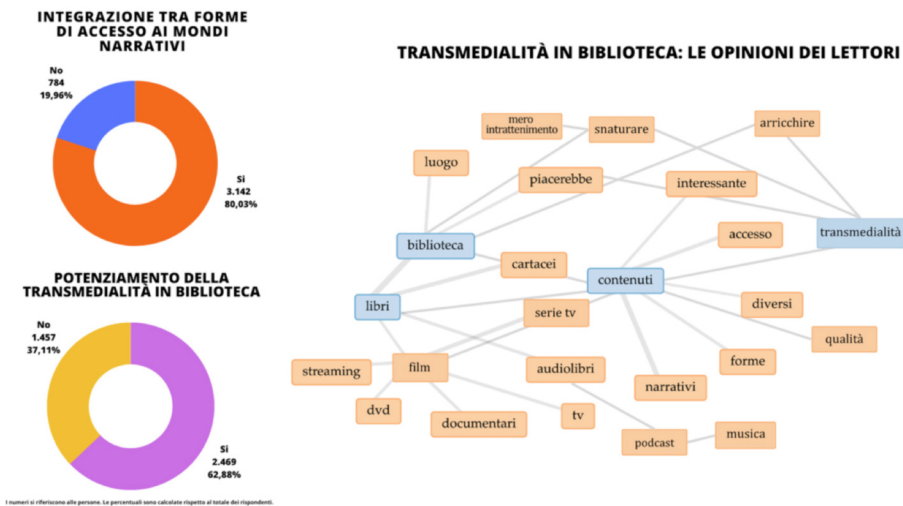 INTEGRAZIONE TRA FORME
DI ACCESSO AI MONDI
NARRATIVI
No
784
19,96%
Si
3.142
80,03%
POTENZIAMENTO DELLA
TRANSMEDIALITÀ IN BIBLIOTECA
No
1.457
37,11%
Si
2.469
62,88%
I numeri si riferiscono alle persone. Le percentuali sono calcolate rispetto al totale dei rispondenti.
TRANSMEDIALITÀ IN BIBLIOTECA: LE OPINIONI DEI LETTORI
mero
intrattenimento
snaturare
arricchire
luogo
piacerebbe
interessante
biblioteca
accesso
transmedialità
cartacei
contenuti
libri
serie tv
diversi
qualità
streaming
film
audiolibri
forme
narrativi
dvd
documentari
tv
podcast
musica